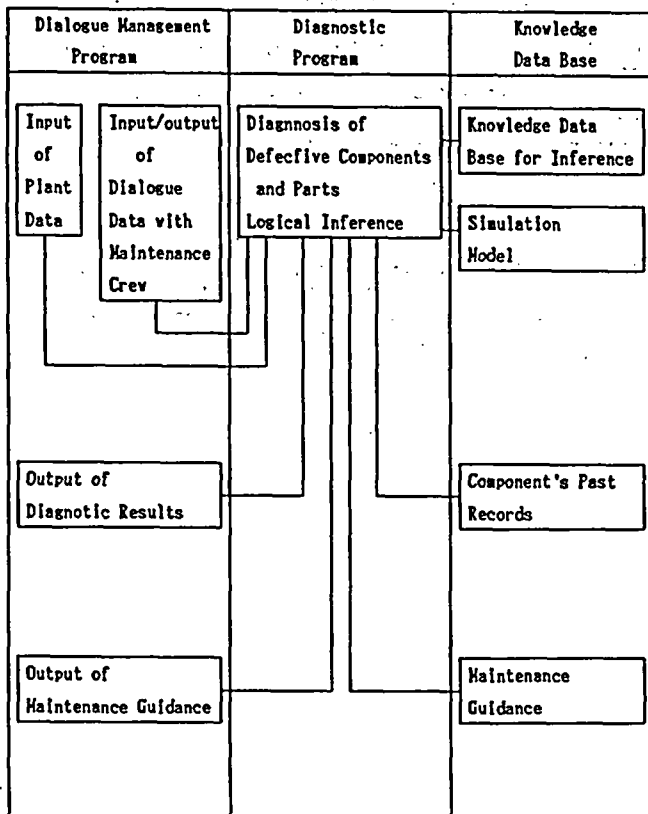 Dialogue Management
Program
Diagnostic
Program
Knowledge
Data Base
Input
of
Plant
Data
Input/output
of
Dialogue
Data with
Maintenance
Crew
Diagnnosis of
Defecfive Components
and Parts
Logical Inference
Knowledge Data
Base for Inference
Simulation
Model
Output of
Diagnotic Results
Component's Past
Records
Output of
Maintenance Guidance
Maintenance
Guidance